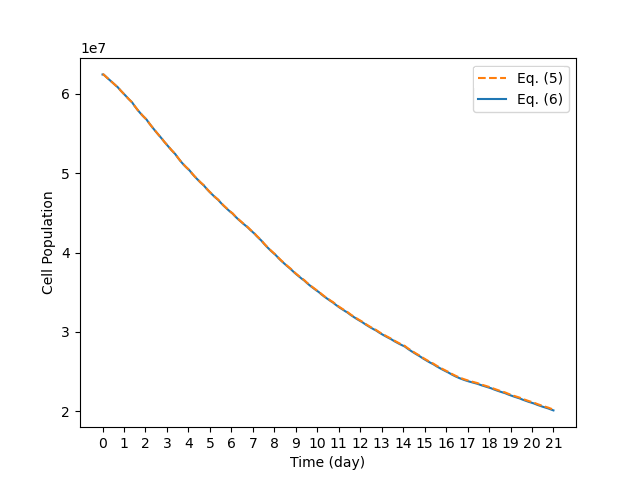 1e7
Eq. (5)
Eq. (6)
6
5
4
3
2
Cell Population
0 1 2 3 4 5 6 7 8 9 10 11 12 13 14 15 16 17 18 19 20 21
Time (day)